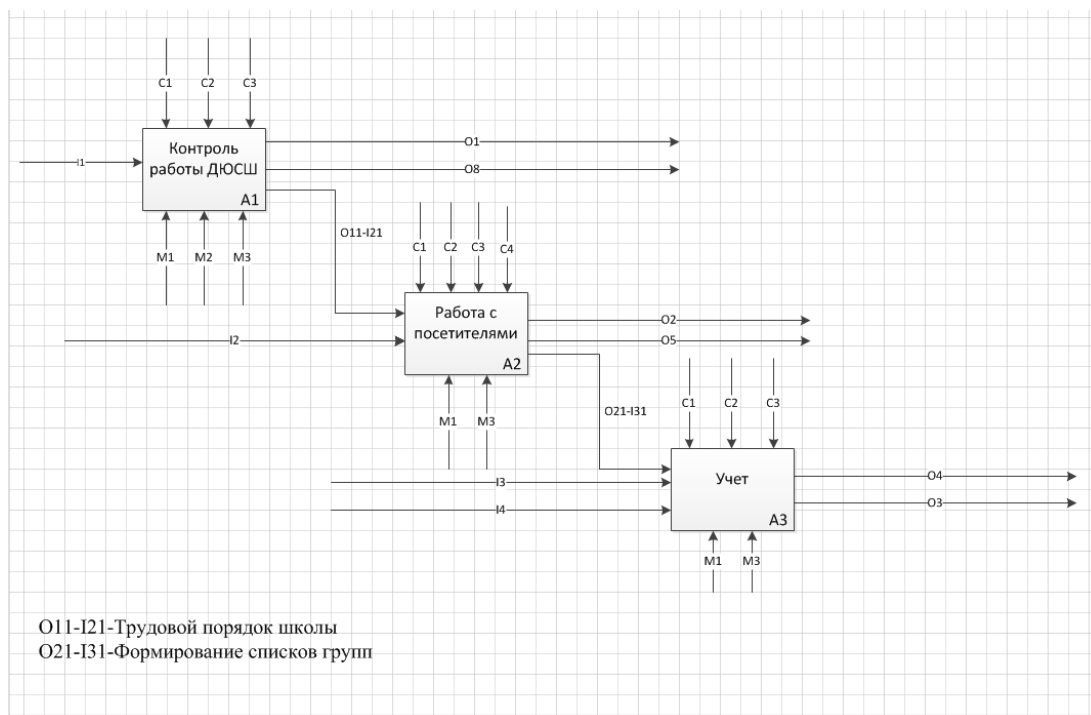 C1
C2
C3
Контроль
работы ДЮСШ
A1
I1
O1
O8
M1
M2
M3
O11-I21
C1
C2
C3
C4
Работа с
посетителями
A2
I2
O2
O5
M1
M3
O21-I31
C1
C2
C3
Учет
A3
I3
I4
O4
O3
M1
M3
O11-I21-Трудовой порядок школы
O21-I31-Формирование списков групп